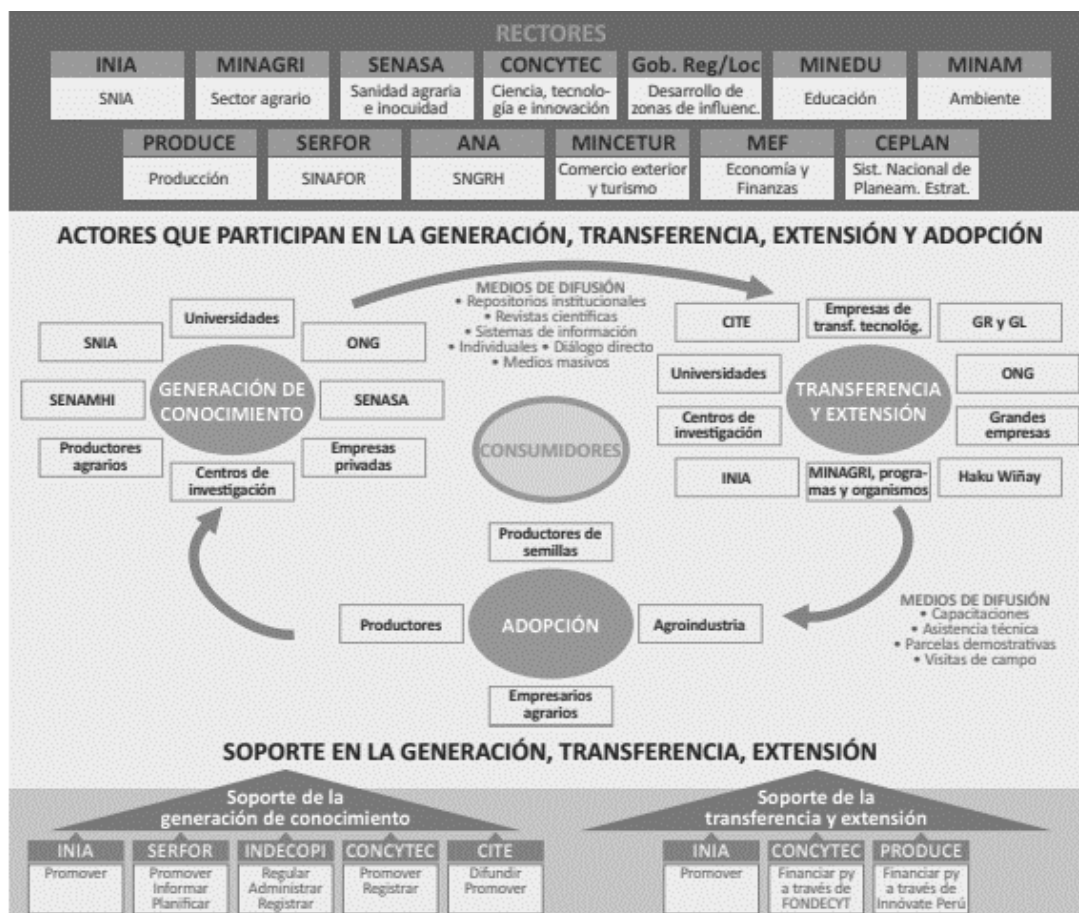 RECTORES
INIA
SNIA
MINAGRI
Sector agrario
SENASA
Sanidad agraria
e inocuidad
CONCYTEC
Ciencia, tecnolo-
gía e innovación
Gob. Reg/Loc
Desarrollo de
zonas de influenc.
MINEDU
Educación
MINAM
Ambiente
PRODUCE
Producción
SERFOR
SINAFOR
ANA
SNGRH
MINCETUR
Comercio exterior
y turismo
MEF
Economía y
Finanzas
CEPLAN
Sist. Nacional de
Planeam. Estrat.
ACTORES QUE PARTICIPAN EN LA GENERACIÓN, TRANSFERENCIA, EXTENSIÓN Y ADOPCIÓN
Universidades
SNIA
ONG
SENAMHI
GENERACIÓN DE
CONOCIMIENTO
SENASA
Productores
agrarios
Centros de
investigación
Empresas
privadas
MEDIOS DE DIFUSIÓN
• Repositorios institucionales
• Revistas científicas
• Sistemas de información
• Individuales • Diálogo directo
• Medios masivos
CONSUMIDORES
CITE
Empresas de
transf. tecnológ.
GR y GL
Universidades
TRANSFERENCIA
Y EXTENSIÓN
ONG
Centros de
investigación
Grandes
empresas
INIA
MINAGRI, progra-
mas y organismos
Haku Wiñay
Productores de
semillas
Productores
ADOPCIÓN
Agroindustria
Empresarios
agrarios
MEDIOS DE DIFUSIÓN
• Capacitaciones
• Asistencia técnica
• Parcelas demostrativas
• Visitas de campo
SOPORTE EN LA GENERACIÓN, TRANSFERENCIA, EXTENSIÓN
Soporte de la
generación de conocimiento
INIA
Promover
SERFOR
Promover
Informar
Planificar
INDECOPI
Regular
Administrar
Registrar
CONCYTEC
Promover
Registrar
CITE
Difundir
Promover
Soporte de la
transferencia y extensión
INIA
Promover
CONCYTEC
Financiar py
a través de
FONDECYT
PRODUCE
Financiar py
a través de
Innóvate Perú